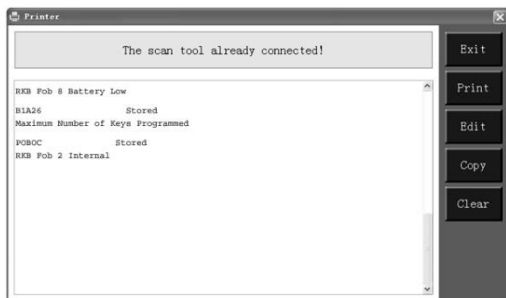 Printer
The scan tool already connected!
Exit
RKB Fob 8 Battery Low
Print
B1A26 Stored
Maximum Number of Keys Programmed
Edit
POBOC Stored
RKB Fob 2 Internal
Copy
Clear